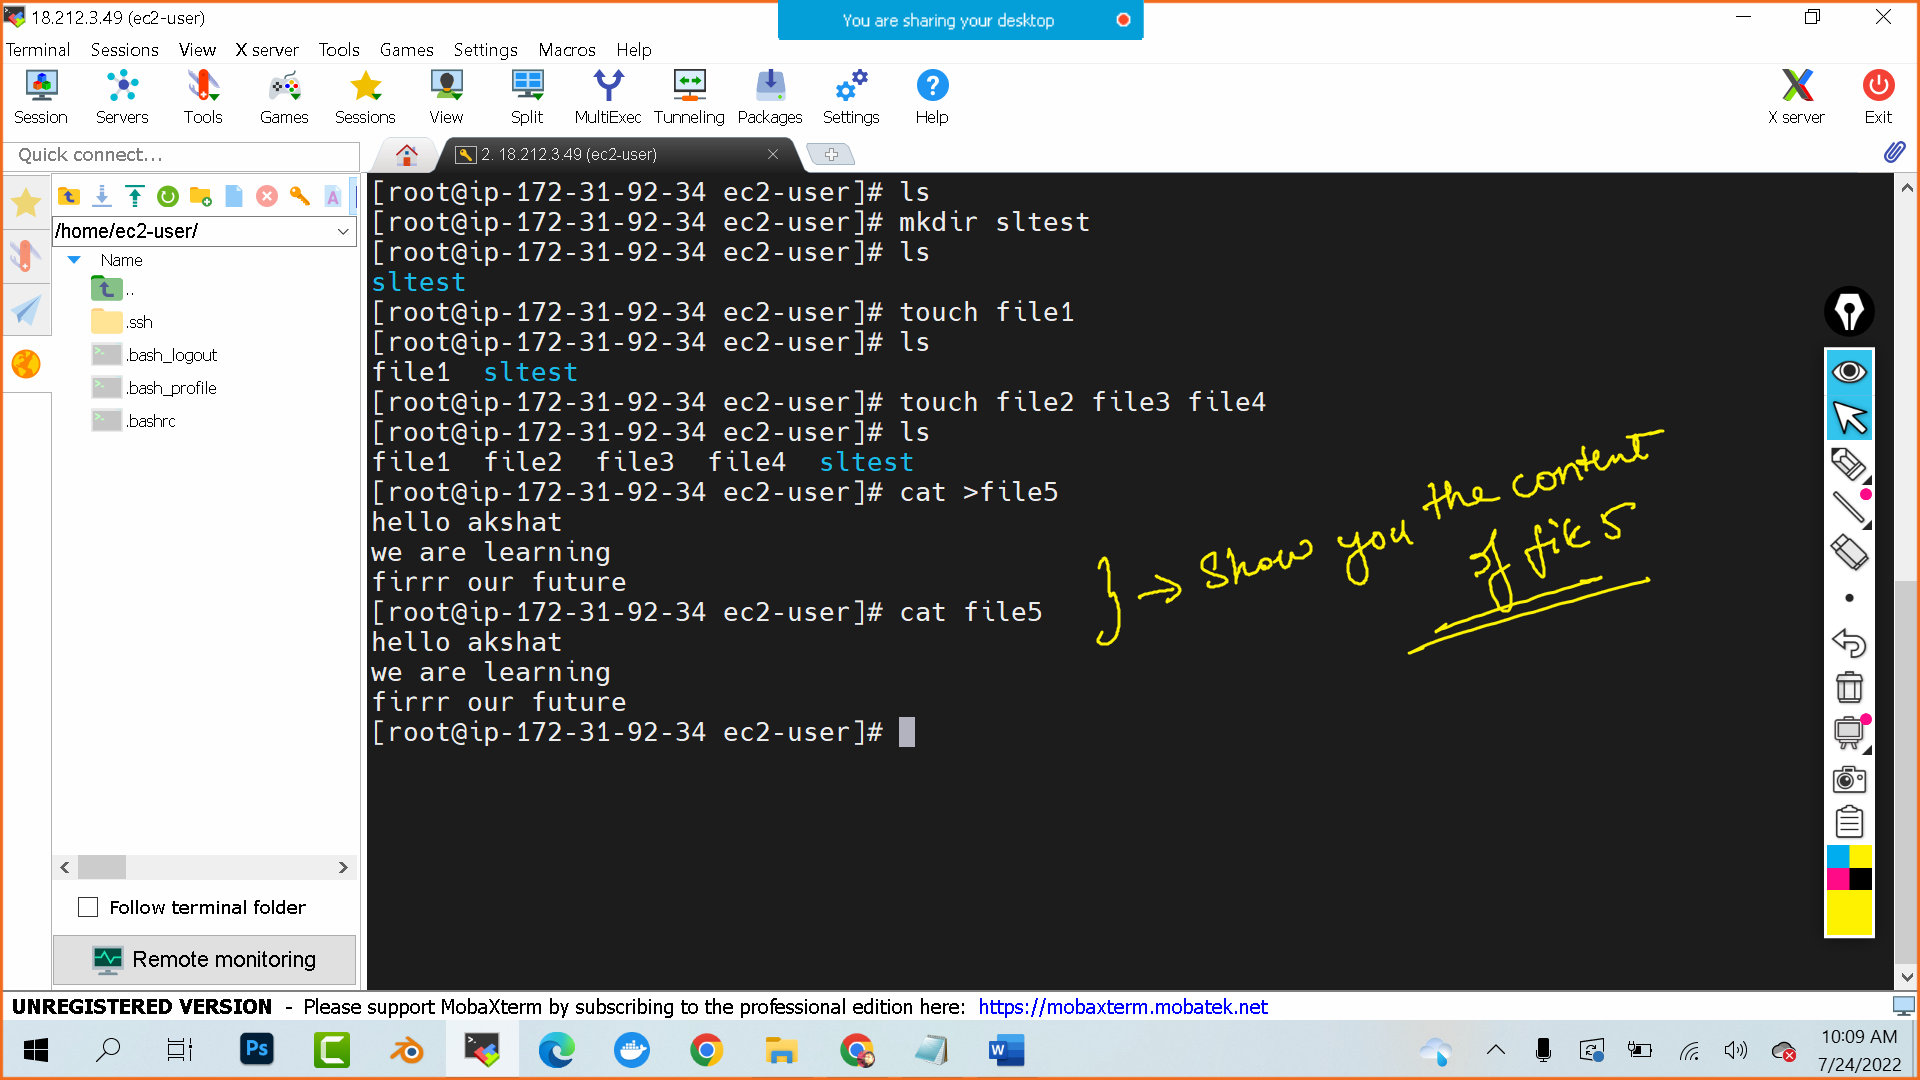 18.212.3.49 (ec2-user)
You are sharing your desktop
Terminal Sessions View X server Tools Games Settings Macros Help
Session Servers Tools Games Sessions View Split MultiExec Tunneling Packages Settings Help X server Exit
Quick connect...
2. 18.212.3.49 (ec2-user)
/home/ec2-user/
Name
..
.ssh
.bash_logout
.bash_profile
.bashrc
Follow terminal folder
Remote monitoring
[root@ip-172-31-92-34 ec2-user]# ls
[root@ip-172-31-92-34 ec2-user]# mkdir sltest
[root@ip-172-31-92-34 ec2-user]# ls
sltest
[root@ip-172-31-92-34 ec2-user]# touch file1
[root@ip-172-31-92-34 ec2-user]# ls
file1 sltest
[root@ip-172-31-92-34 ec2-user]# touch file2 file3 file4
[root@ip-172-31-92-34 ec2-user]# ls
file1 file2 file3 file4 sltest
[root@ip-172-31-92-34 ec2-user]# cat >file5
hello akshat
we are learning
firrr our future
[root@ip-172-31-92-34 ec2-user]# cat file5
hello akshat
we are learning
firrr our future
[root@ip-172-31-92-34 ec2-user]#
} → Show you the content
of file 5
UNREGISTERED VERSION - Please support MobaXterm by subscribing to the professional edition here: https://mobaxterm.mobatek.net
Ps C W
10:09 AM
7/24/2022